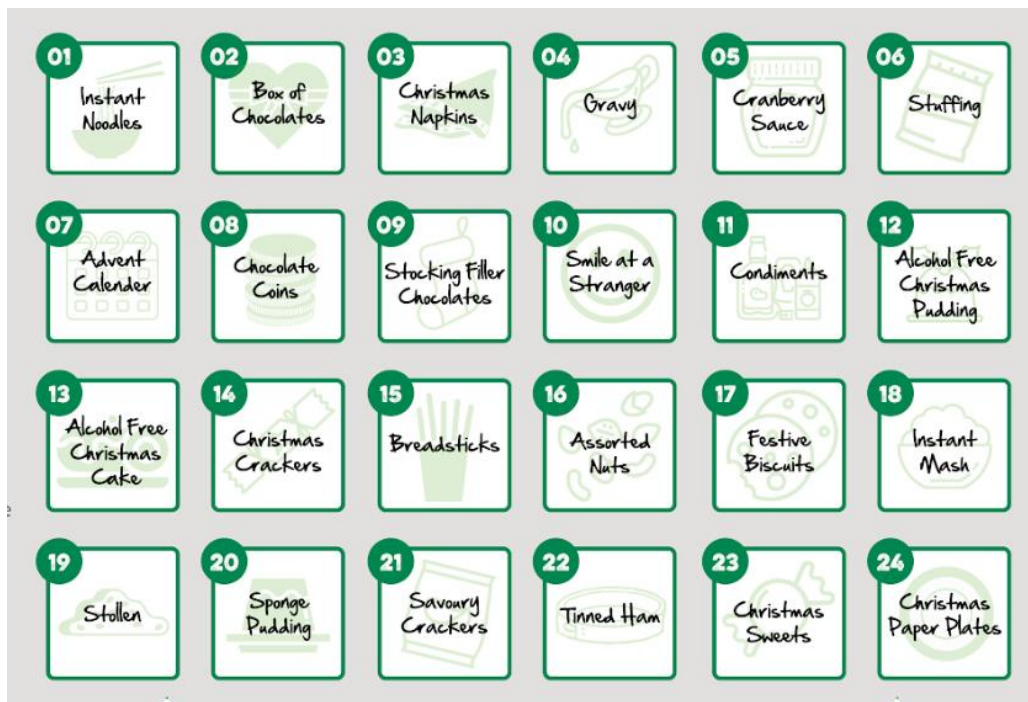 01
Instant
Noodles
02
Box of
Chocolates
03
Christmas
Napkins
04
Gravy
05
Cranberry
Sauce
06
Stuffing
07
Advent
Calender
08
Chocolate
Coins
09
Stocking Filler
Chocolates
10
Smile at a
Stranger
11
Condiments
12
Alcohol Free
Christmas
Pudding
13
Alcohol Free
Christmas
Cake
14
Christmas
Crackers
15
Breadsticks
16
Assorted
Nuts
17
Festive
Biscuits
18
Instant
Mash
19
Stollen
20
Sponge
Pudding
21
Savoury
Crackers
22
Tinned Ham
23
Christmas
Sweets
24
Christmas
Paper Plates